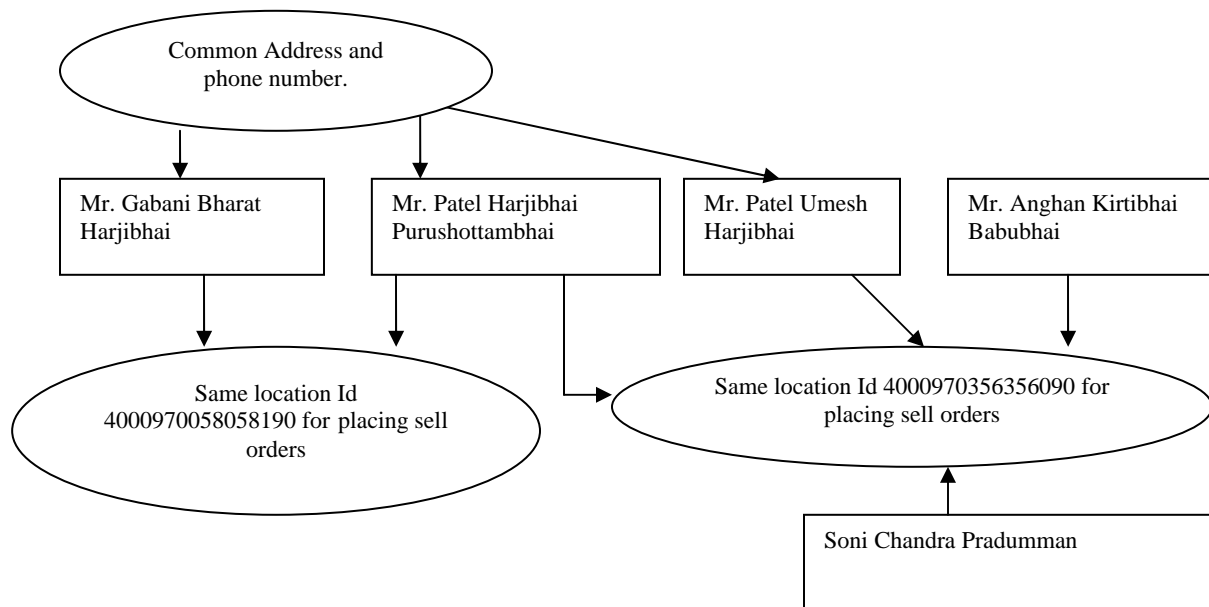 Common Address and
phone number.
Mr. Gabani Bharat
Harjibhai
Mr. Patel Harjibhai
Purushottambhai
Mr. Patel Umesh
Harjibhai
Mr. Anghan Kirtibhai
Babubhai
Same location Id
4000970058058190 for placing sell
orders
Same location Id 4000970356356090 for
placing sell orders
Soni Chandra Pradumman